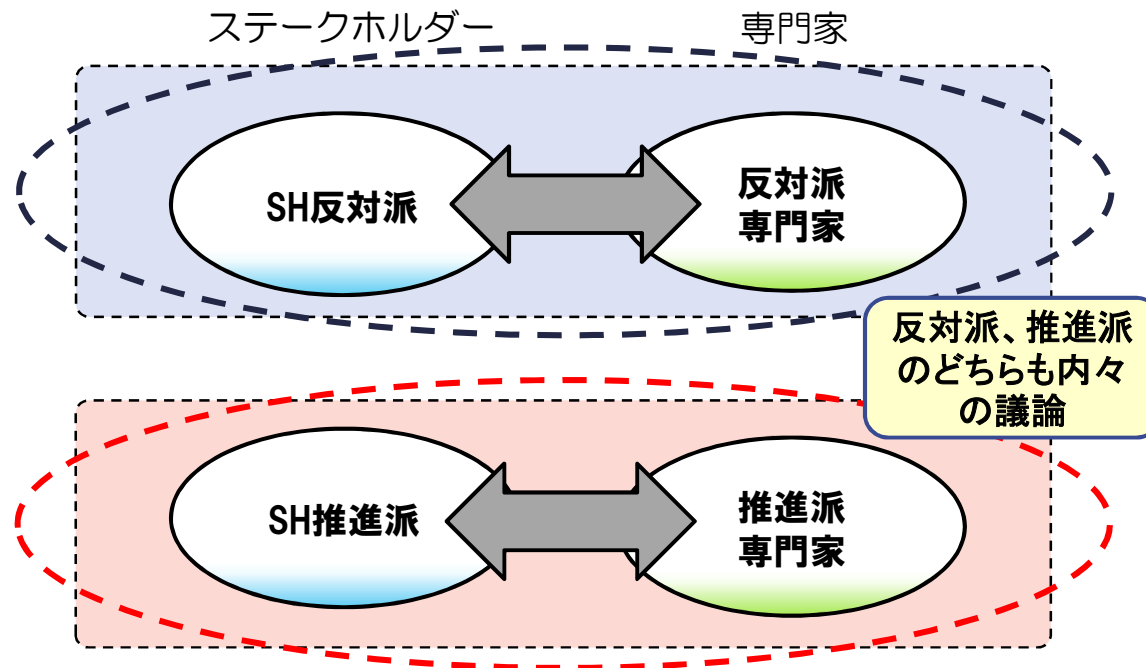 ステークホルダー
専門家
SH反対派
反対派
専門家
反対派、推進派
のどちらも内々
の議論
SH推進派
推進派
専門家